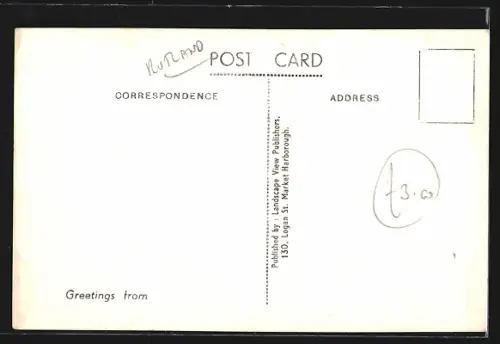 RUTLAND
POST CARD
CORRESPONDENCE
ADDRESS
Published by : Landscape View Publishers,
130, Logan St. Market Harborough.
£3.00
Greetings from